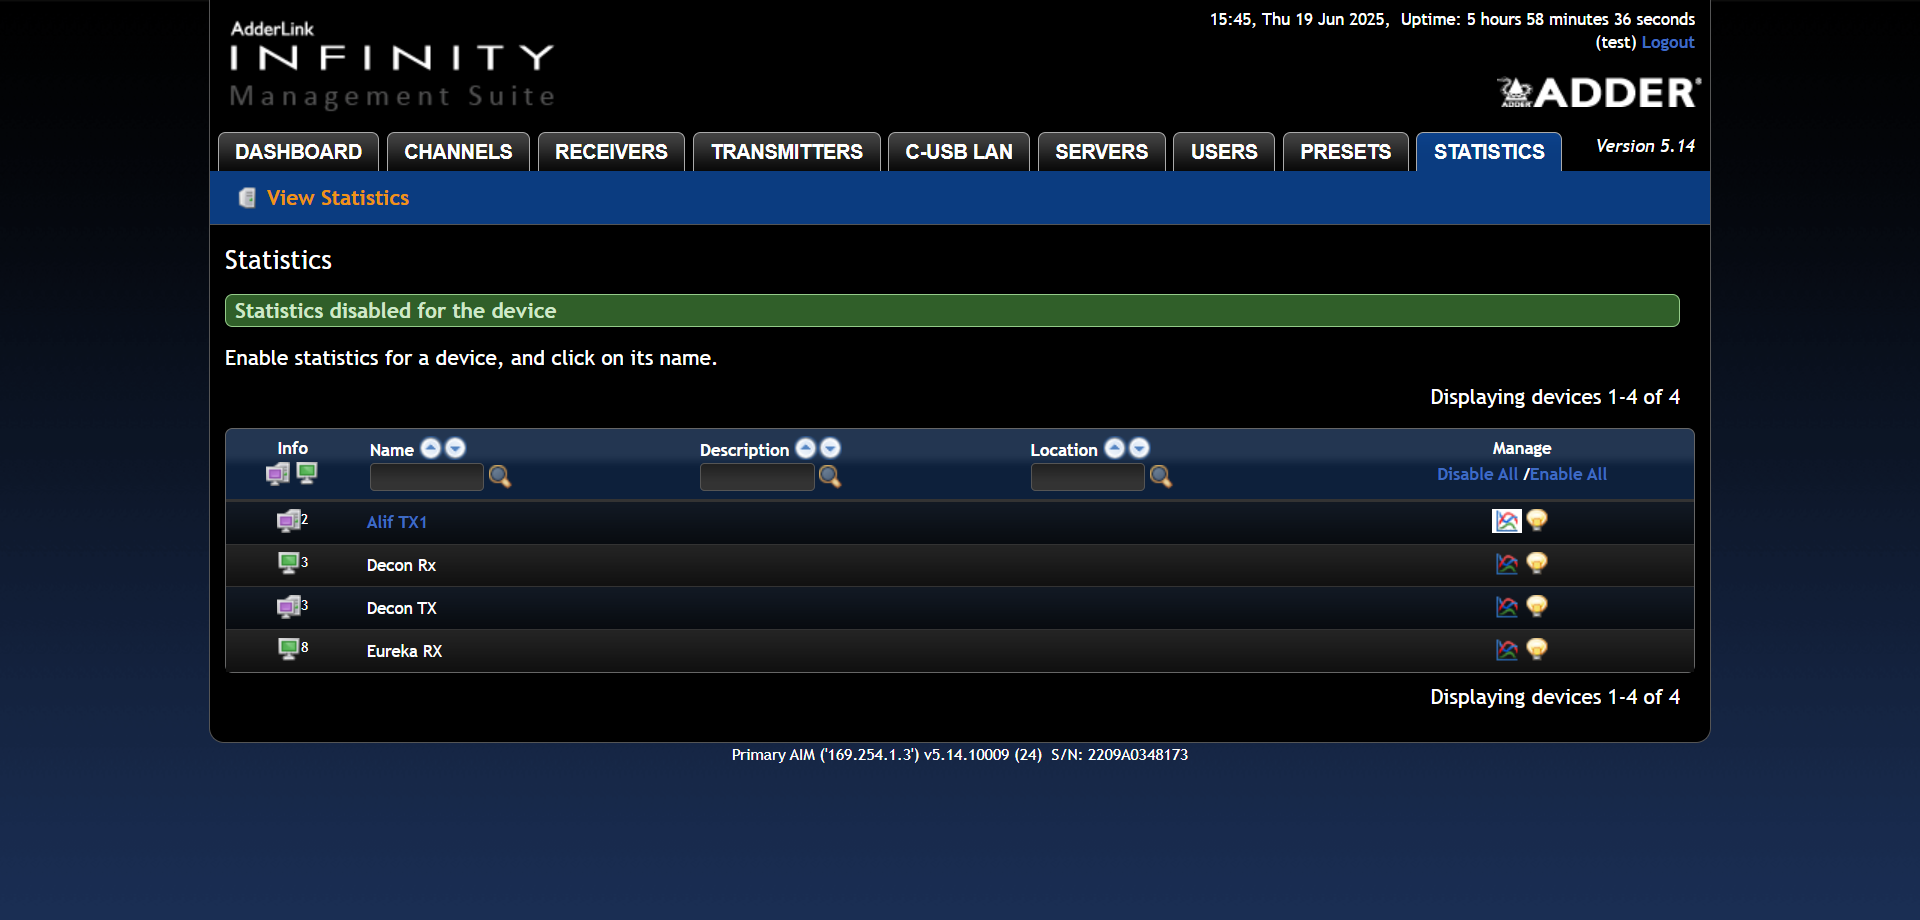 AdderLink
INFINITY
Management Suite
15:45, Thu 19 Jun 2025, Uptime: 5 hours 58 minutes 36 seconds
(test) Logout
ADDER ADDER®
DASHBOARD CHANNELS RECEIVERS TRANSMITTERS C-USB LAN SERVERS USERS PRESETS STATISTICS Version 5.14
View Statistics
Statistics
Statistics disabled for the device
Enable statistics for a device, and click on its name.
Displaying devices 1-4 of 4
Info Name Description Location Manage
Disable All /Enable All
2 Alif TX1
3 Decon Rx
3 Decon TX
8 Eureka RX
Displaying devices 1-4 of 4
Primary AIM ('169.254.1.3') v5.14.10009 (24) S/N: 2209A0348173